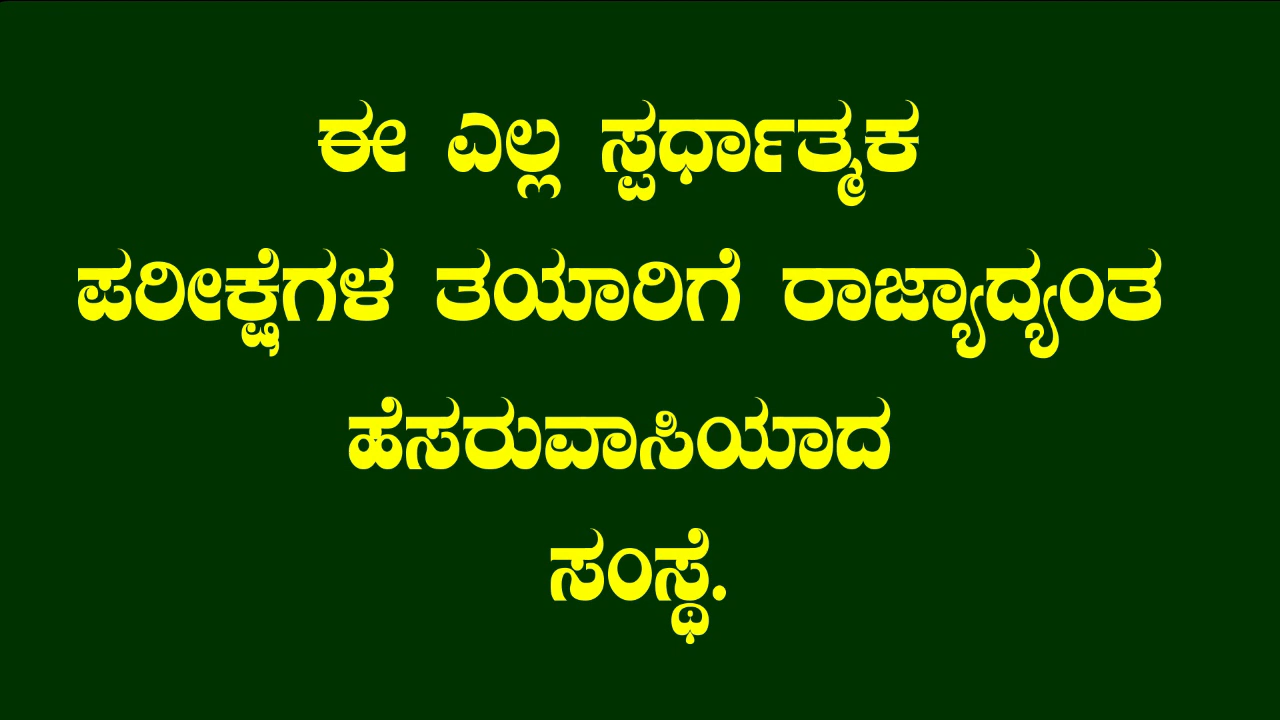 ಈ ಎಲ್ಲ ಸ್ಪರ್ಧಾತ್ಮಕ
ಪರೀಕ್ಷೆಗಳ ತಯಾರಿಗೆ ರಾಜ್ಯಾದ್ಯಂತ
ಹೆಸರುವಾಸಿಯಾದ
ಸಂಸ್ಥೆ.